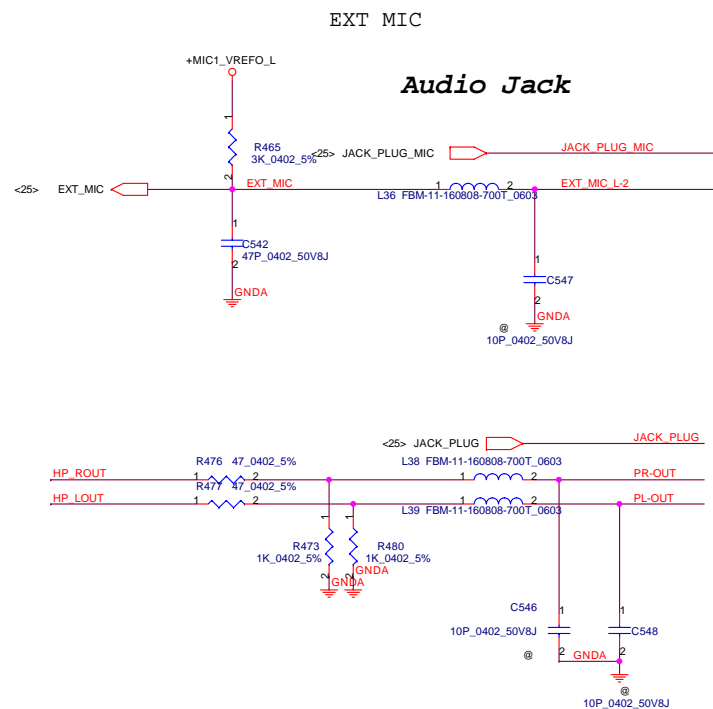 EXT MIC
+MIC1_VREFO_L
Audio Jack
1
R465
3K_0402_5%
2
<25> JACK_PLUG_MIC
JACK_PLUG_MIC
<25> EXT_MIC
EXT_MIC
1
2
EXT_MIC_L-2
L36 FBM-11-160808-700T_0603
1
C542
47P_0402_50V8J
2
GNDA
1
C547
2
GNDA
@
10P_0402_50V8J
<25> JACK_PLUG
JACK_PLUG
HP_ROUT
R476 47_0402_5%
1
2
L38 FBM-11-160808-700T_0603
1
2
PR-OUT
HP_LOUT
R477 47_0402_5%
1
2
1
2
PL-OUT
L39 FBM-11-160808-700T_0603
1
R473
1K_0402_5%
2
GNDA
1
R480
1K_0402_5%
2
GNDA
C546
1
10P_0402_50V8J
2
@
GNDA
1
C548
2
@
10P_0402_50V8J